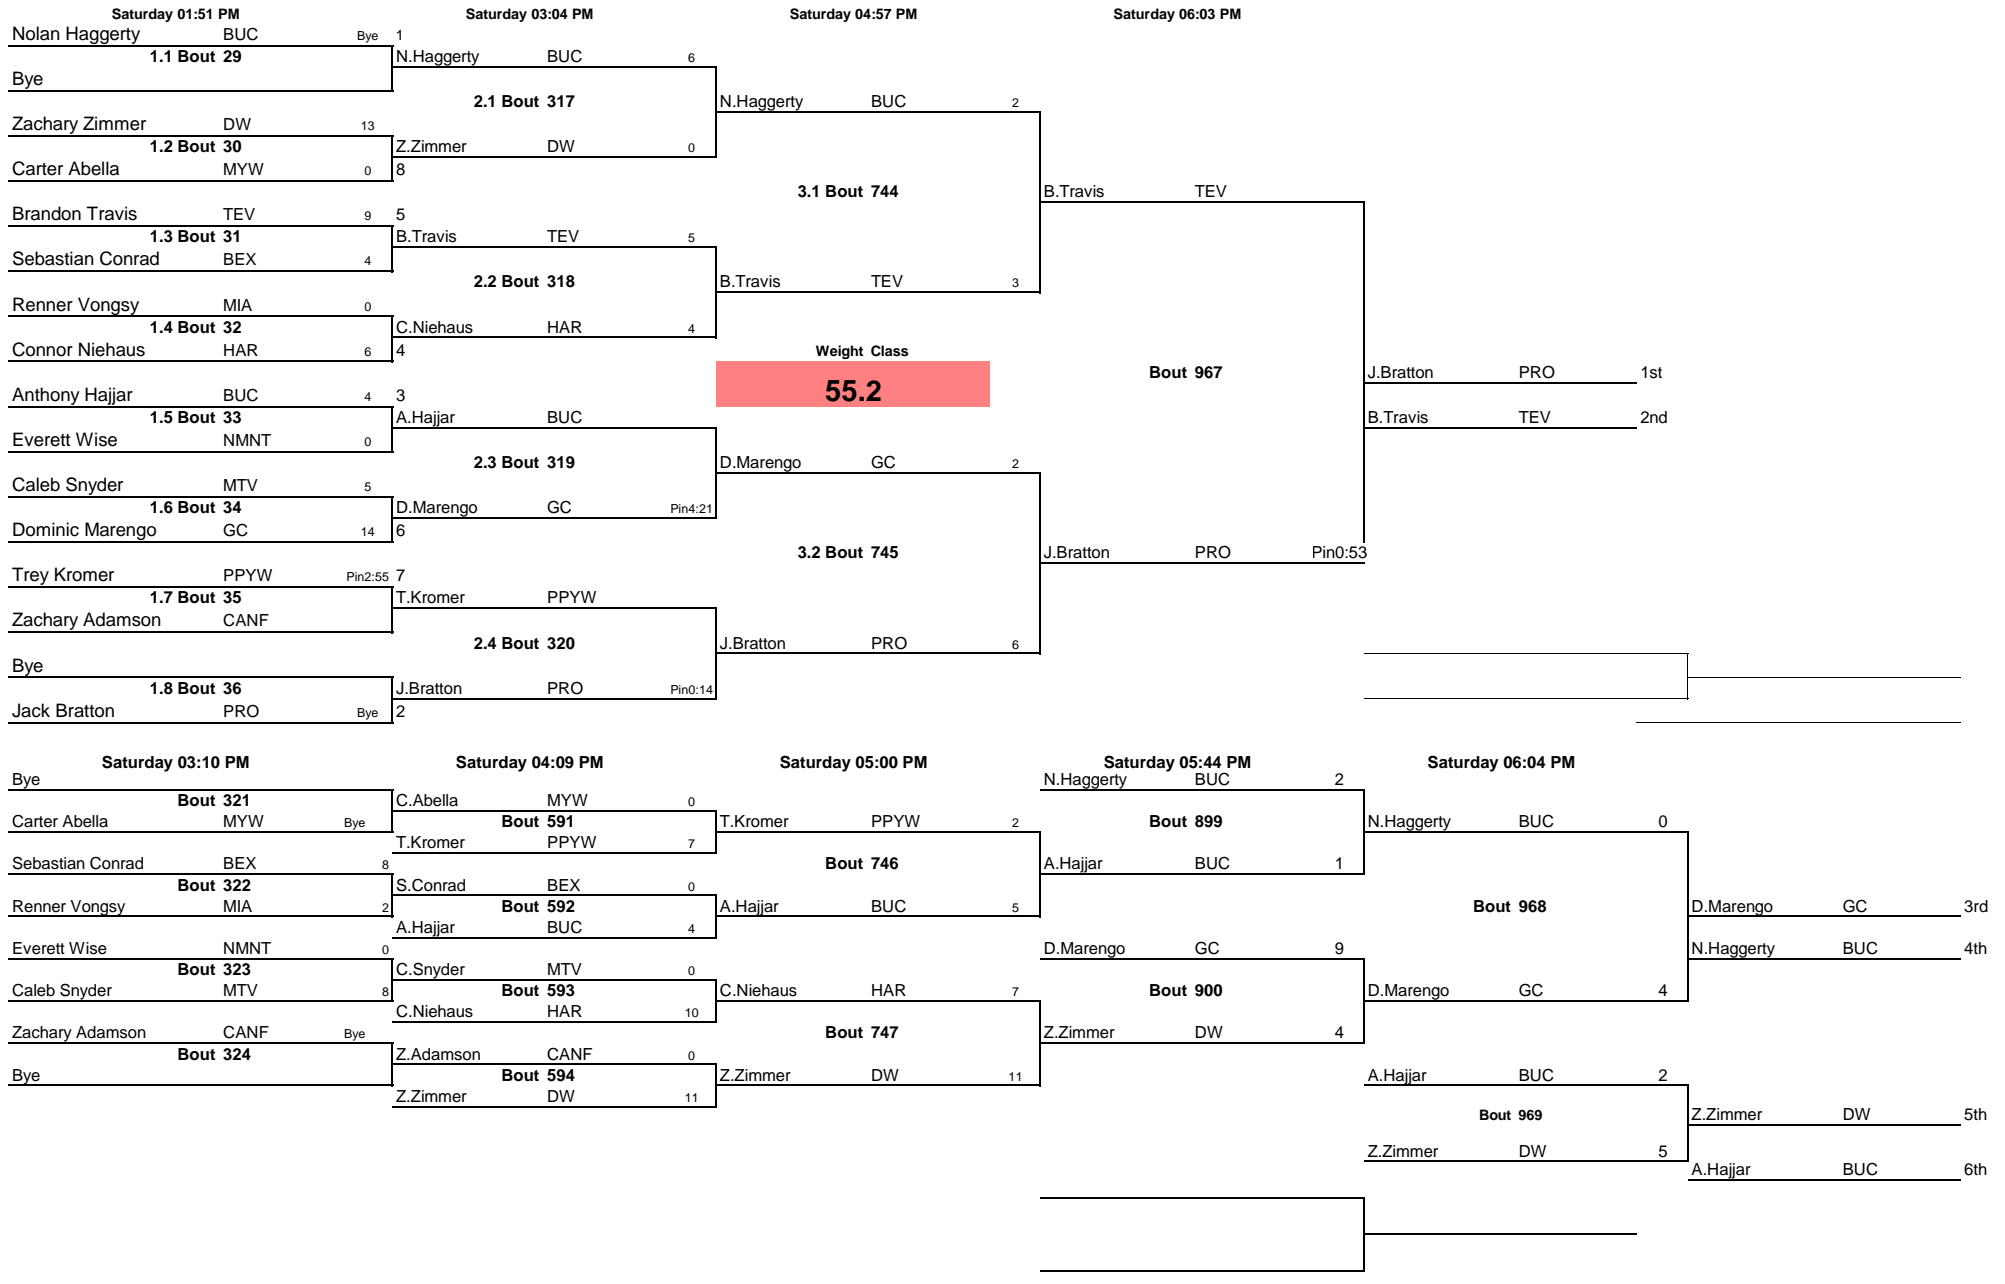 Saturday 01:51 PM Saturday 03:04 PM Saturday 04:57 PM Saturday 06:03 PM
Nolan Haggerty BUC Bye 1
1.1 Bout 29 N.Haggerty BUC 6
Bye
2.1 Bout 317 N.Haggerty BUC 2
Zachary Zimmer DW 13
1.2 Bout 30 Z.Zimmer DW 0
Carter Abella MYW 0 8
3.1 Bout 744 B.Travis TEV
Brandon Travis TEV 9 5
1.3 Bout 31 B.Travis TEV 5
Sebastian Conrad BEX 4
2.2 Bout 318 B.Travis TEV 3
Renner Vongsy MIA 0
1.4 Bout 32 C.Niehaus HAR 4
Connor Niehaus HAR 6 4 Weight Class
Bout 967 J.Bratton PRO 1st
Anthony Hajjar BUC 4 3 55.2
1.5 Bout 33 A.Hajjar BUC B.Travis TEV 2nd
Everett Wise NMNT 0
2.3 Bout 319 D.Marengo GC 2
Caleb Snyder MTV 5
1.6 Bout 34 D.Marengo GC Pin4:21
Dominic Marengo GC 14 6
3.2 Bout 745 J.Bratton PRO Pin0:53
Trey Kromer PPYW Pin2:55 7
1.7 Bout 35 T.Kromer PPYW
Zachary Adamson CANF
2.4 Bout 320 J.Bratton PRO 6
Bye
1.8 Bout 36 J.Bratton PRO Pin0:14
Jack Bratton PRO Bye 2
Saturday 03:10 PM Saturday 04:09 PM Saturday 05:00 PM Saturday 05:44 PM Saturday 06:04 PM
Bye N.Haggerty BUC 2
Bout 321 C.Abella MYW 0
Carter Abella MYW Bye Bout 591 T.Kromer PPYW 2 Bout 899 N.Haggerty BUC 0
T.Kromer PPYW 7
Sebastian Conrad BEX 8 Bout 746 A.Hajjar BUC 1
Bout 322 S.Conrad BEX 0
Renner Vongsy MIA 2 Bout 592 A.Hajjar BUC 5 Bout 968 D.Marengo GC 3rd
A.Hajjar BUC 4
Everett Wise NMNT 0 D.Marengo GC 9 N.Haggerty BUC 4th
Bout 323 C.Snyder MTV 0
Caleb Snyder MTV 8 Bout 593 C.Niehaus HAR 7 Bout 900 D.Marengo GC 4
C.Niehaus HAR 10
Zachary Adamson CANF Bye Bout 747 Z.Zimmer DW 4
Bout 324 Z.Adamson CANF 0
Bye Bout 594 Z.Zimmer DW 11 A.Hajjar BUC 2
Z.Zimmer DW 11
Bout 969 Z.Zimmer DW 5th
Z.Zimmer DW 5
A.Hajjar BUC 6th